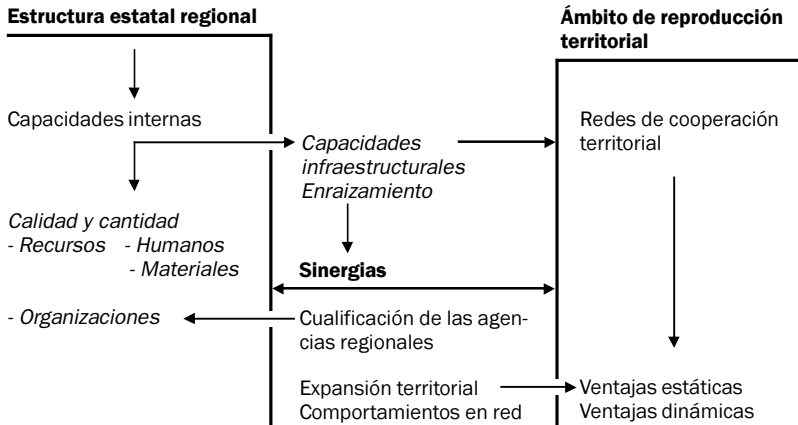 Estructura estatal regional
Ámbito de reproducción
territorial
Capacidades internas
Capacidades
infraestructurales
Enraizamiento
Redes de cooperación
territorial
Calidad y cantidad
- Recursos - Humanos
- Materiales
Sinergias
- Organizaciones
Cualificación de las agen-
cias regionales
Expansión territorial
Comportamientos en red
Ventajas estáticas
Ventajas dinámicas